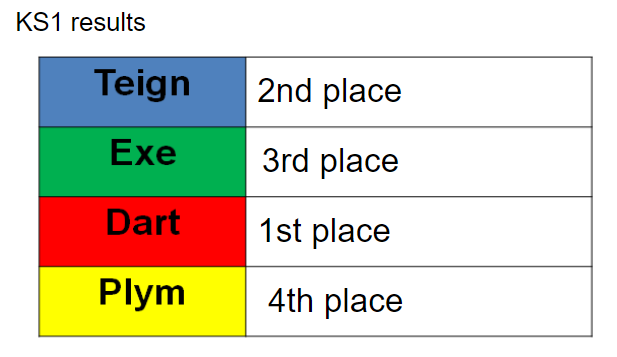 KS1 results
Teign 2nd place
Exe 3rd place
Dart 1st place
Plym 4th place